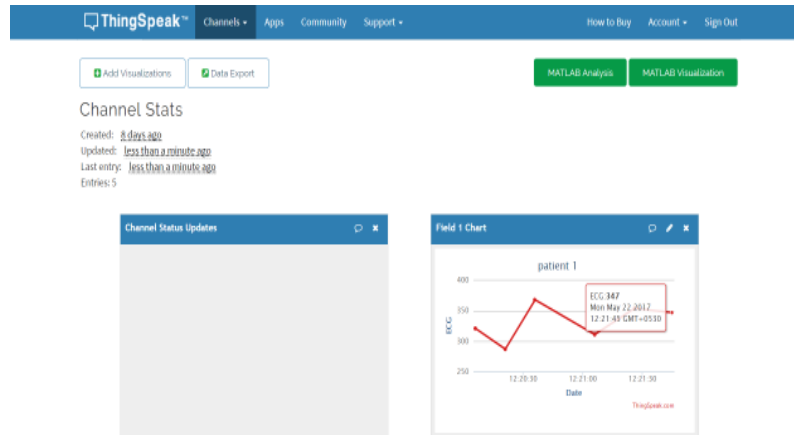 ThingSpeak™ Channels Apps Community Support How to Buy Account Sign Out
Add Visualizations Data Export MATLAB Analysis MATLAB Visualization
Channel Stats
Created: 8 days ago
Updated: less than a minute ago
Last entry: less than a minute ago
Entries: 5
Channel Status Updates
Field 1 Chart
patient 1
ECG
400
350
300
250
ECG:347
Mon May 22 2017
12:21:45 GMT+0530
12:20:30 12:21:00 12:21:30
Date
ThingSpeak.com